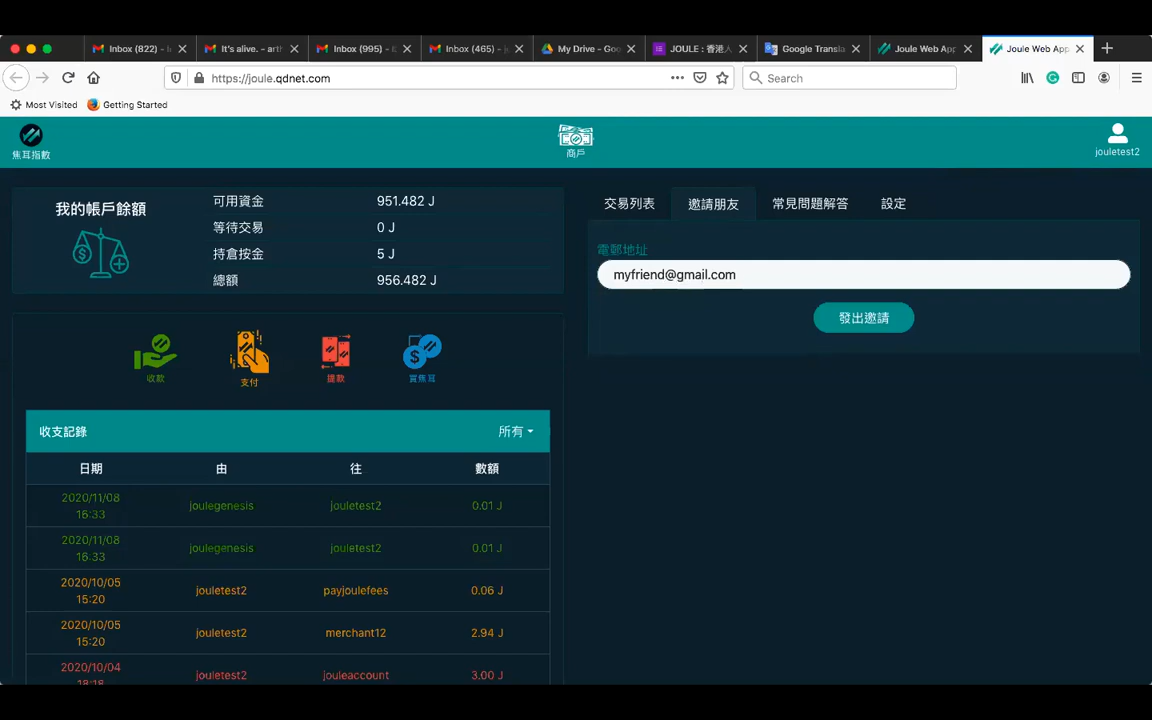 Inbox (822) -
It's alive. - art
Inbox (995) -
Inbox (465) -
My Drive - Goo
JOULE : 香港人
Google Transla
Joule Web App
Joule Web App
https://joule.qdnet.com
Search
Most Visited
Getting Started
焦耳指數
商戶
jouletest2
我的帳戶餘額
可用資金 951.482 J
等待交易 0 J
持倉按金 5 J
總額 956.482 J
收款
支付
提款
買焦耳
收支記錄 所有
日期 由 往 數額
2020/11/08
16:33
joulegenesis jouletest2 0.01 J
2020/11/08
16:33
joulegenesis jouletest2 0.01 J
2020/10/05
15:20
jouletest2 payjoulefees 0.06 J
2020/10/05
15:20
jouletest2 merchant12 2.94 J
2020/10/04
18:18
jouletest2 jouleaccount 3.00 J
交易列表 邀請朋友 常見問題解答 設定
電郵地址
myfriend@gmail.com
發出邀請